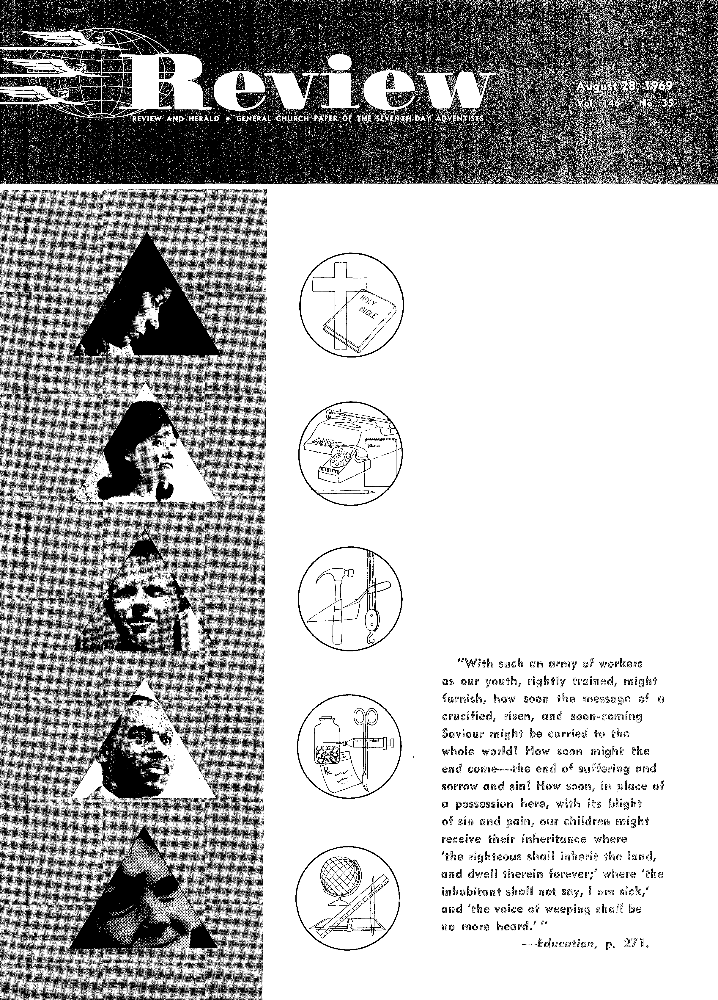 Review
August 28, 1969
Vol. 146 No. 35
REVIEW AND HERALD • GENERAL CHURCH PAPER OF THE SEVENTH-DAY ADVENTISTS
HOLY
BIBLE
Memo
Rx
"With such an army of workers
as our youth, rightly trained, might
furnish, how soon the message of a
crucified, risen, and soon-coming
Saviour might be carried to the
whole world! How soon might the
end come—the end of suffering and
sorrow and sin! How soon, in place of
a possession here, with its blight
of sin and pain, our children might
receive their inheritance where
'the righteous shall inherit the land,
and dwell therein forever;' where 'the
inhabitant shall not say, I am sick,'
and 'the voice of weeping shall be
no more heard.' "
—Education, p. 271.